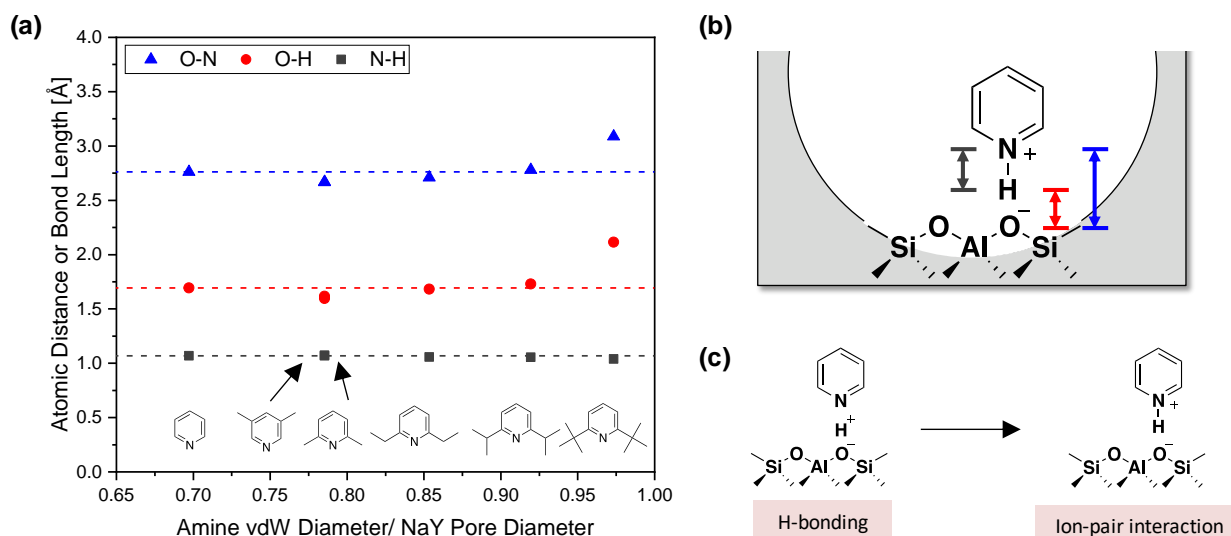 (a)
4.0
3.5
3.0
2.5
2.0
1.5
1.0
0.5
0.0
Atomic Distance or Bond Length [Å]
O-N O-H N-H
N N N N N N
0.65 0.70 0.75 0.80 0.85 0.90 0.95 1.00
Amine vdW Diameter/ NaY Pore Diameter
(b)
N +
H
O O −
Si Al Si
(c)
N
H+
O O−
Si Al Si
H-bonding
N +
H
O O−
Si Al Si
Ion-pair interaction